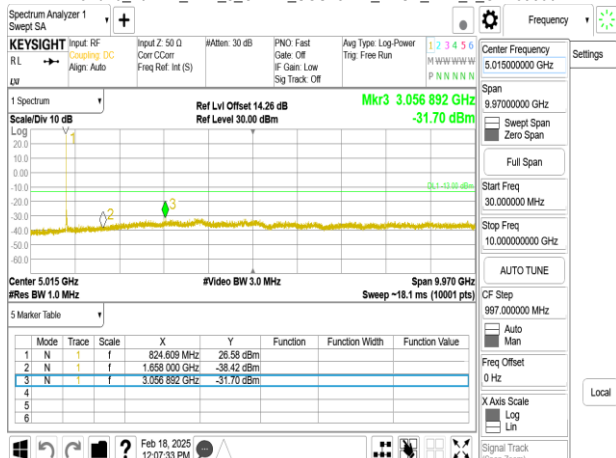 Spectrum Analyzer 1
Swept SA
+
Frequency
KEYSIGHT
RL
LXI
Input: RF
Coupling: DC
Align: Auto
Input Z: 50 Ω
Corr CCorr
Freq Ref: Int (S)
#Atten: 30 dB
PNO: Fast
Gate: Off
IF Gain: Low
Sig Track: Off
Avg Type: Log-Power
Trig: Free Run
1 2 3 4 5 6
M W W W W W
P N N N N N
Center Frequency
5.015000000 GHz
Settings
Span
9.97000000 GHz
Swept Span
Zero Span
Full Span
Start Freq
30.000000 MHz
Stop Freq
10.000000000 GHz
AUTO TUNE
CF Step
997.000000 MHz
Auto
Man
Freq Offset
0 Hz
X Axis Scale
Log
Lin
Signal Track
Local
1 Spectrum
Scale/Div 10 dB
Ref Lvl Offset 14.26 dB
Ref Level 30.00 dBm
Mkr3 3.056 892 GHz
-31.70 dBm
Log
20.0
10.0
0.00
-10.0
-20.0
-30.0
-40.0
-50.0
-60.0
1
2
3
DL1 -13.00 dBm
Center 5.015 GHz
#Res BW 1.0 MHz
#Video BW 3.0 MHz
Span 9.970 GHz
Sweep ~18.1 ms (10001 pts)
5 Marker Table
Mode Trace Scale X Y Function Function Width Function Value
1 N 1 f 824.609 MHz 26.58 dBm
2 N 1 f 1.658 000 GHz -38.42 dBm
3 N 1 f 3.056 892 GHz -31.70 dBm
4
5
6
?
Feb 18, 2025
12:07:33 PM